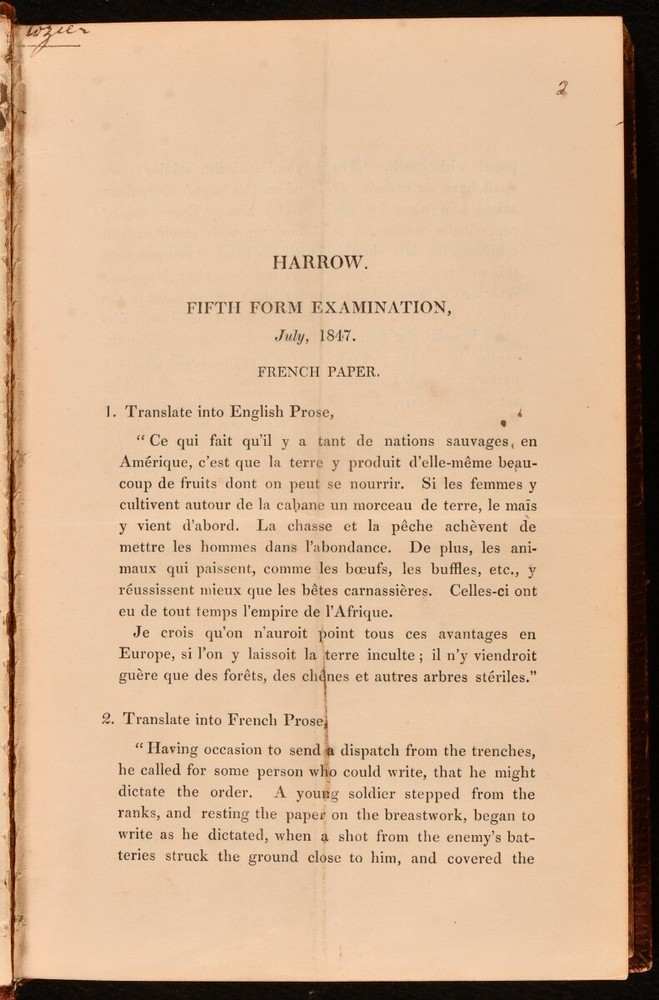 2
HARROW.
FIFTH FORM EXAMINATION,
July, 1847.
FRENCH PAPER.
1. Translate into English Prose,
“Ce qui fait qu'il y a tant de nations sauvages, en
Amérique, c'est que la terre y produit d'elle-même beau-
coup de fruits dont on peut se nourrir. Si les femmes y
cultivent autour de la cabane un morceau de terre, le maïs
y vient d'abord. La chasse et la pêche achèvent de
mettre les hommes dans l'abondance. De plus, les ani-
maux qui paissent, comme les bœufs, les buffles, etc., y
réussissent mieux que les bêtes carnassières. Celles-ci ont
eu de tout temps l'empire de l'Afrique.
Je crois qu'on n'auroit point tous ces avantages en
Europe, si l'on y laissoit la terre inculte; il n'y viendroit
guère que des forêts, des chênes et autres arbres stériles.”
2. Translate into French Prose,
“Having occasion to send a dispatch from the trenches,
he called for some person who could write, that he might
dictate the order. A young soldier stepped from the
ranks, and resting the paper on the breastwork, began to
write as he dictated, when a shot from the enemy's bat-
teries struck the ground close to him, and covered the